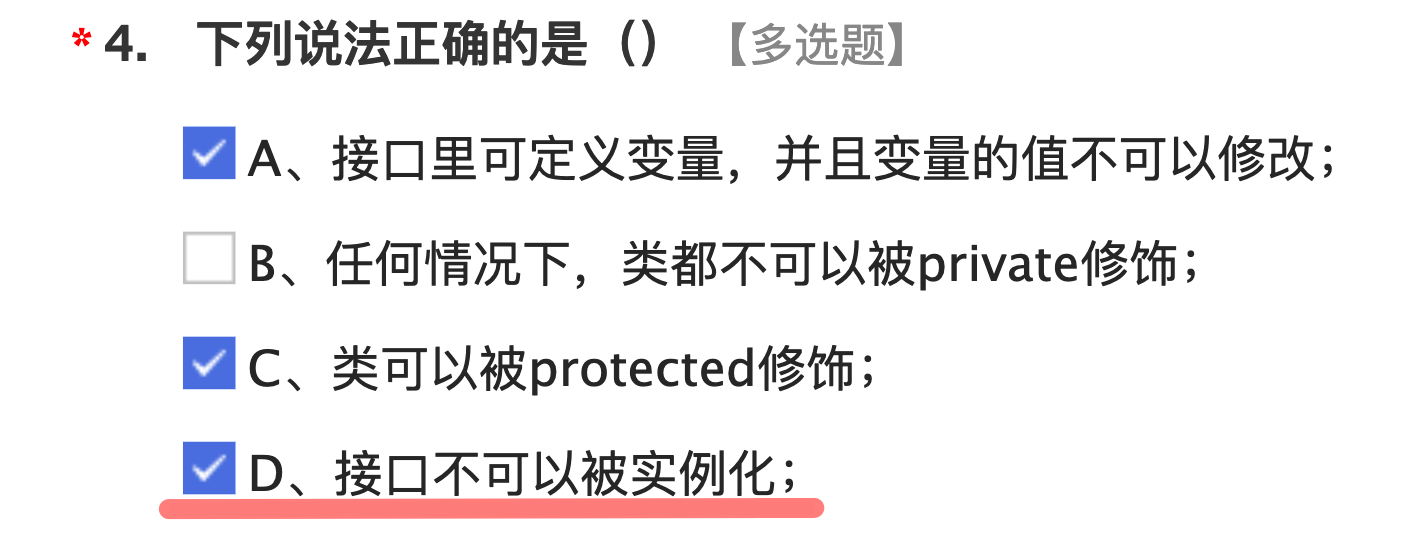 * 4. 下列说法正确的是（）【多选题】
A、接口里可定义变量，并且变量的值不可以修改；
B、任何情况下，类都不可以被private修饰；
C、类可以被protected修饰；
D、接口不可以被实例化；